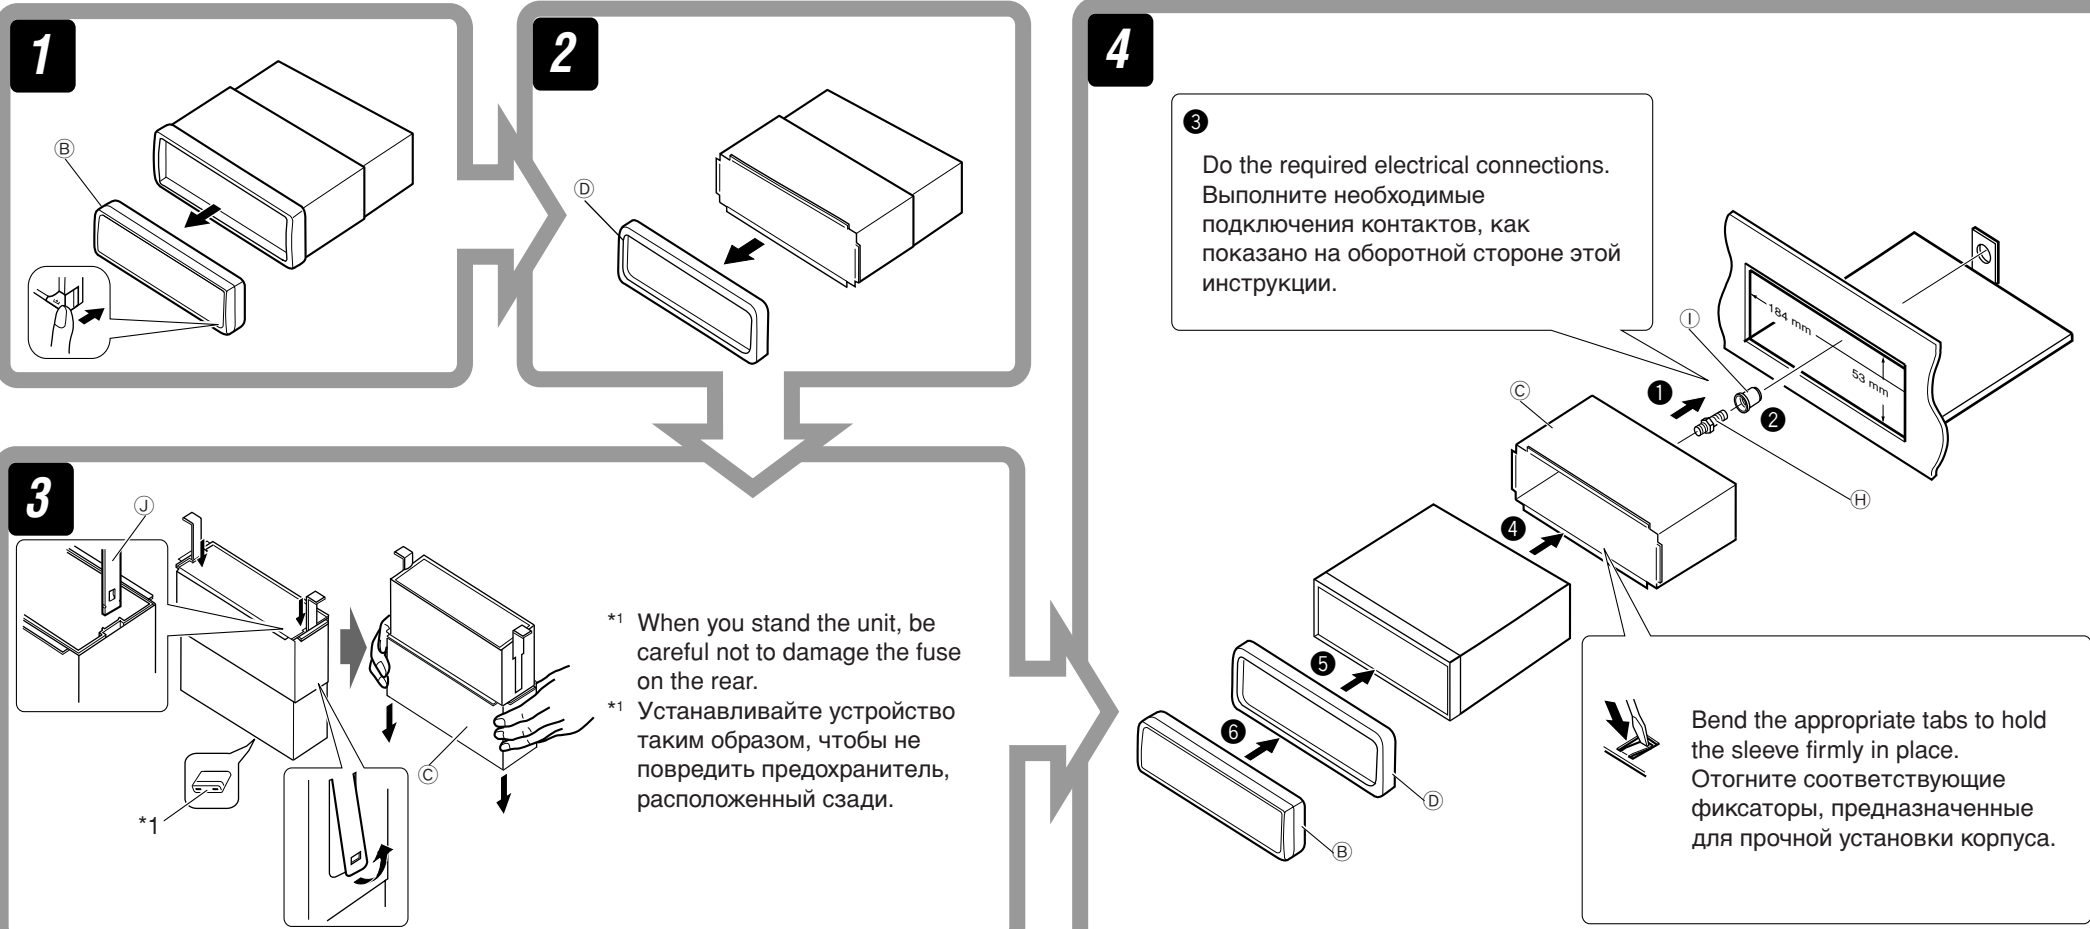 1
Ⓑ
2
Ⓓ
3
Ⓙ
*1
Ⓒ
*1 When you stand the unit, be
careful not to damage the fuse
on the rear.
*1 Устанавливайте устройство
таким образом, чтобы не
повредить предохранитель,
расположенный сзади.
4
❸
Do the required electrical connections.
Выполните необходимые
подключения контактов, как
показано на оборотной стороне этой
инструкции.
184 mm
53 mm
Ⓘ
❶
❷
Ⓒ
Ⓗ
❹
❺
❻
Ⓓ
Ⓑ
Bend the appropriate tabs to hold
the sleeve firmly in place.
Отогните соответствующие
фиксаторы, предназначенные
для прочной установки корпуса.